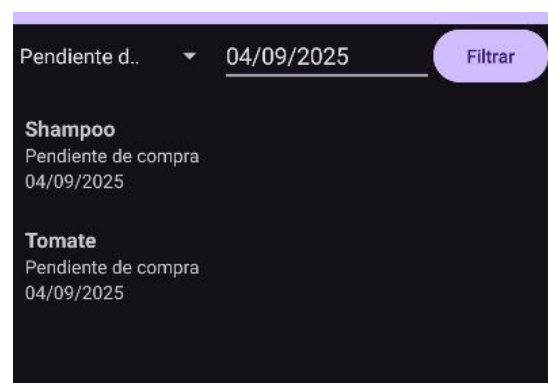 Pendiente d.. 04/09/2025 Filtrar
Shampoo
Pendiente de compra
04/09/2025
Tomate
Pendiente de compra
04/09/2025